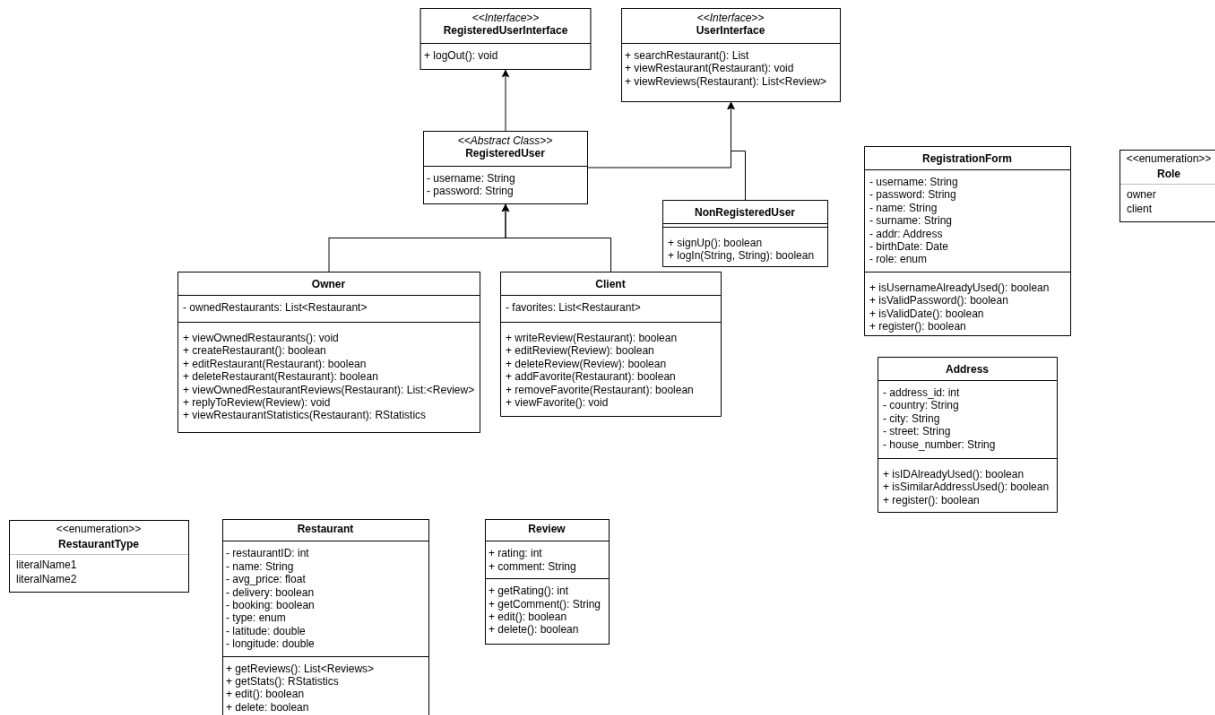 <<Interface>>
RegisteredUserInterface
+ logOut(): void
<<Interface>>
UserInterface
+ searchRestaurant(): List
+ viewRestaurant(Restaurant): void
+ viewReviews(Restaurant): List<Review>
<<Abstract Class>>
RegisteredUser
- username: String
- password: String
NonRegisteredUser
+ signUp(): boolean
+ logIn(String, String): boolean
RegistrationForm
- username: String
- password: String
- name: String
- surname: String
- addr: Address
- birthDate: Date
- role: enum
+ isUsernameAlreadyUsed(): boolean
+ isValidPassword(): boolean
+ isValidDate(): boolean
+ register(): boolean
<<enumeration>>
Role
owner
client
Owner
- ownedRestaurants: List<Restaurant>
+ viewOwnedRestaurants(): void
+ createRestaurant(): boolean
+ editRestaurant(Restaurant): boolean
+ deleteRestaurant(Restaurant): boolean
+ viewOwnedRestaurantReviews(Restaurant): List:<Review>
+ replyToReview(Review): void
+ viewRestaurantStatistics(Restaurant): RStatistics
Client
- favorites: List<Restaurant>
+ writeReview(Restaurant): boolean
+ editReview(Review): boolean
+ deleteReview(Review): boolean
+ addFavorite(Restaurant): boolean
+ removeFavorite(Restaurant): boolean
+ viewFavorite(): void
Address
- address_id: int
- country: String
- city: String
- street: String
- house_number: String
+ isIDAlreadyUsed(): boolean
+ isSimilarAddressUsed(): boolean
+ register(): boolean
<<enumeration>>
RestaurantType
literalName1
literalName2
Restaurant
- restaurantID: int
- name: String
- avg_price: float
- delivery: boolean
- booking: boolean
- type: enum
- latitude: double
- longitude: double
+ getReviews(): List<Reviews>
+ getStats(): RStatistics
+ edit(): boolean
+ delete: boolean
Review
+ rating: int
+ comment: String
+ getRating(): int
+ getComment(): String
+ edit(): boolean
+ delete(): boolean